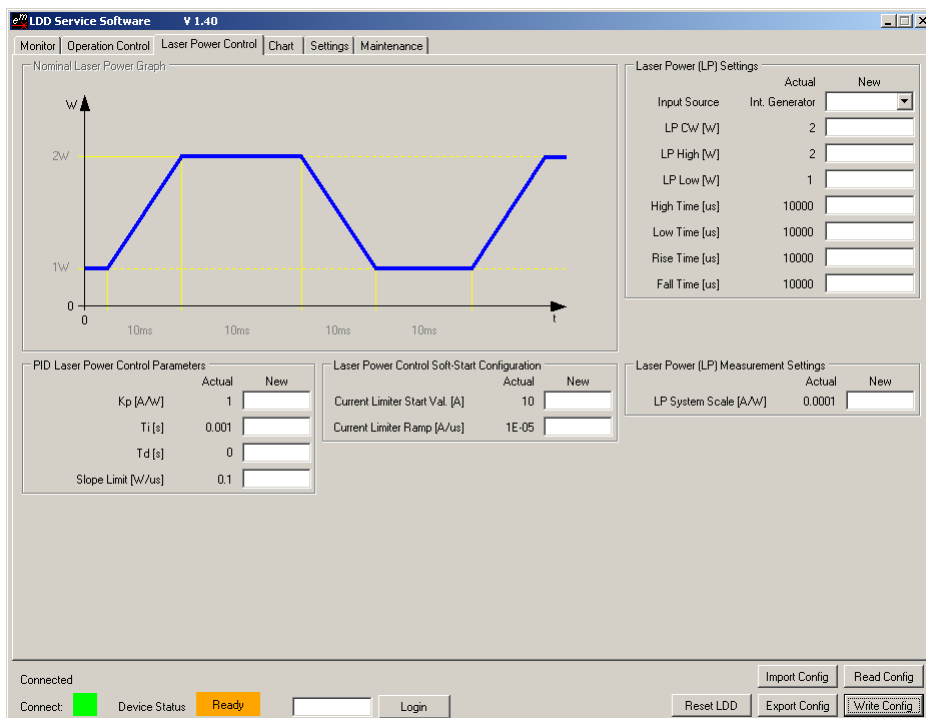 em LDD Service Software V 1.40
Monitor Operation Control Laser Power Control Chart Settings Maintenance
Nominal Laser Power Graph
W
2W
1W
0
0
t
10ms 10ms 10ms 10ms
Laser Power (LP) Settings
Actual New
Input Source Int. Generator
LP CW [W] 2
LP High [W] 2
LP Low [W] 1
High Time [us] 10000
Low Time [us] 10000
Rise Time [us] 10000
Fall Time [us] 10000
PID Laser Power Control Parameters
Actual New
Kp [A/W] 1
Ti [s] 0.001
Td [s] 0
Slope Limit [W/us] 0.1
Laser Power Control Soft-Start Configuration
Actual New
Current Limiter Start Val. [A] 10
Current Limiter Ramp [A/us] 1E-05
Laser Power (LP) Measurement Settings
Actual New
LP System Scale [A/W] 0.0001
Connected
Connect: Device Status Ready Login
Import Config Read Config
Reset LDD Export Config Write Config